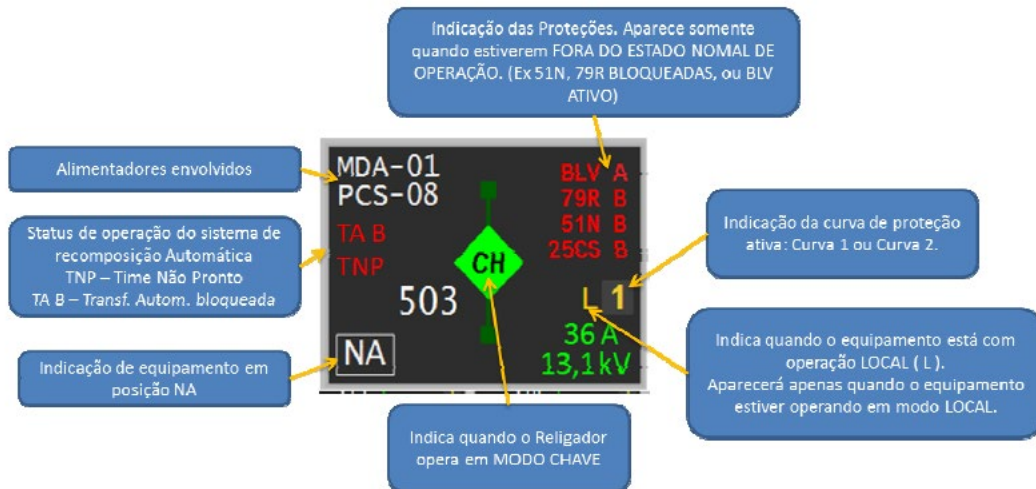 Indicação das Proteções. Aparece somente
quando estiverem FORA DO ESTADO NOMAL DE
OPERAÇÃO. (Ex 51N, 79R BLOQUEADAS, ou BLV
ATIVO)
Alimentadores envolvidos
Status de operação do sistema de
recomposição Automática
TNP – Time Não Pronto
TA B – Transf. Autom. bloqueada
Indicação de equipamento em
posição NA
MDA-01
PCS-08
TA B
TNP
503
NA
CH
BLV A
79R B
51N B
25CS B
L 1
36 A
13,1kV
Indicação da curva de proteção
ativa: Curva 1 ou Curva 2.
Indica quando o equipamento está com
operação LOCAL ( L ).
Aparecerá apenas quando o equipamento
estiver operando em modo LOCAL.
Indica quando o Religador
opera em MODO CHAVE